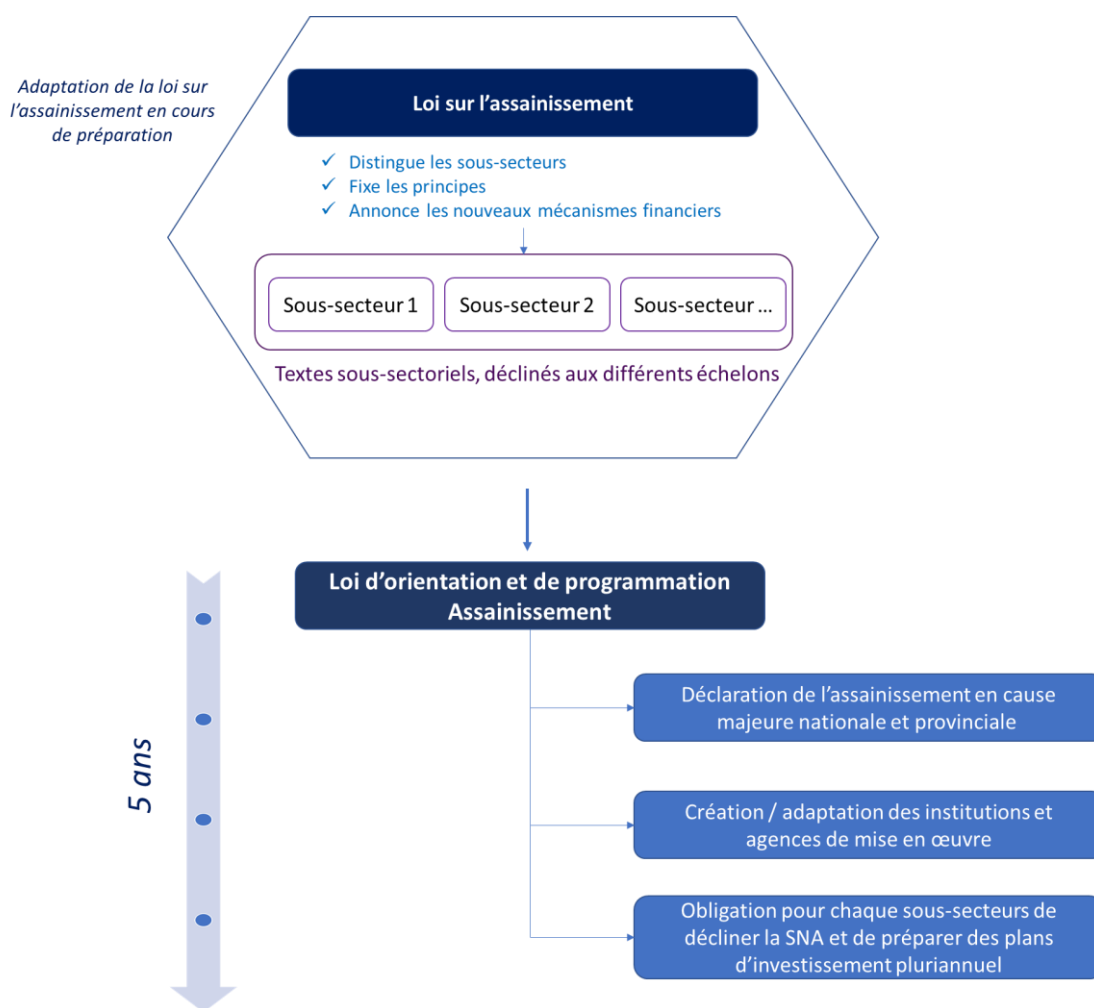 Adaptation de la loi sur
l’assainissement en cours
de préparation
Loi sur l’assainissement
✓ Distingue les sous-secteurs
✓ Fixe les principes
✓ Annonce les nouveaux mécanismes financiers
Sous-secteur 1
Sous-secteur 2
Sous-secteur ...
Textes sous-sectoriels, déclinés aux différents échelons
Loi d’orientation et de programmation
Assainissement
5 ans
Déclaration de l’assainissement en cause
majeure nationale et provinciale
Création / adaptation des institutions et
agences de mise en œuvre
Obligation pour chaque sous-secteurs de
décliner la SNA et de préparer des plans
d’investissement pluriannuel